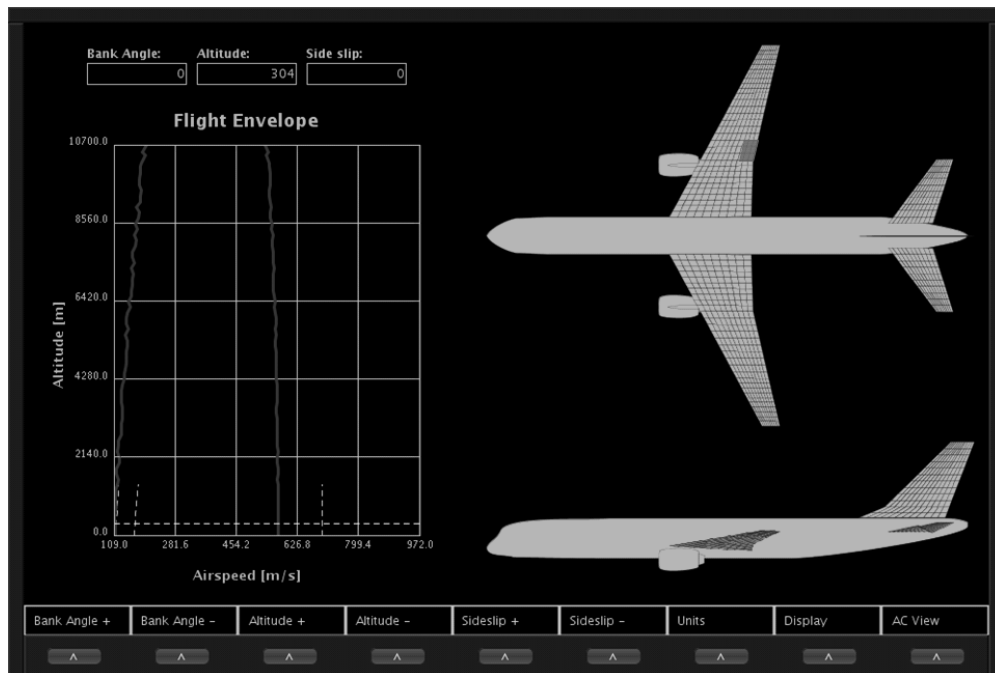 Bank Angle: Altitude: Side slip:
0 304 0
Flight Envelope
10700.0
8560.0
6420.0
4280.0
2140.0
0.0
Altitude [m]
109.0 281.6 454.2 626.8 799.4 972.0
Airspeed [m/s]
Bank Angle + Bank Angle - Altitude + Altitude - Sideslip + Sideslip - Units Display AC View
^ ^ ^ ^ ^ ^ ^ ^ ^